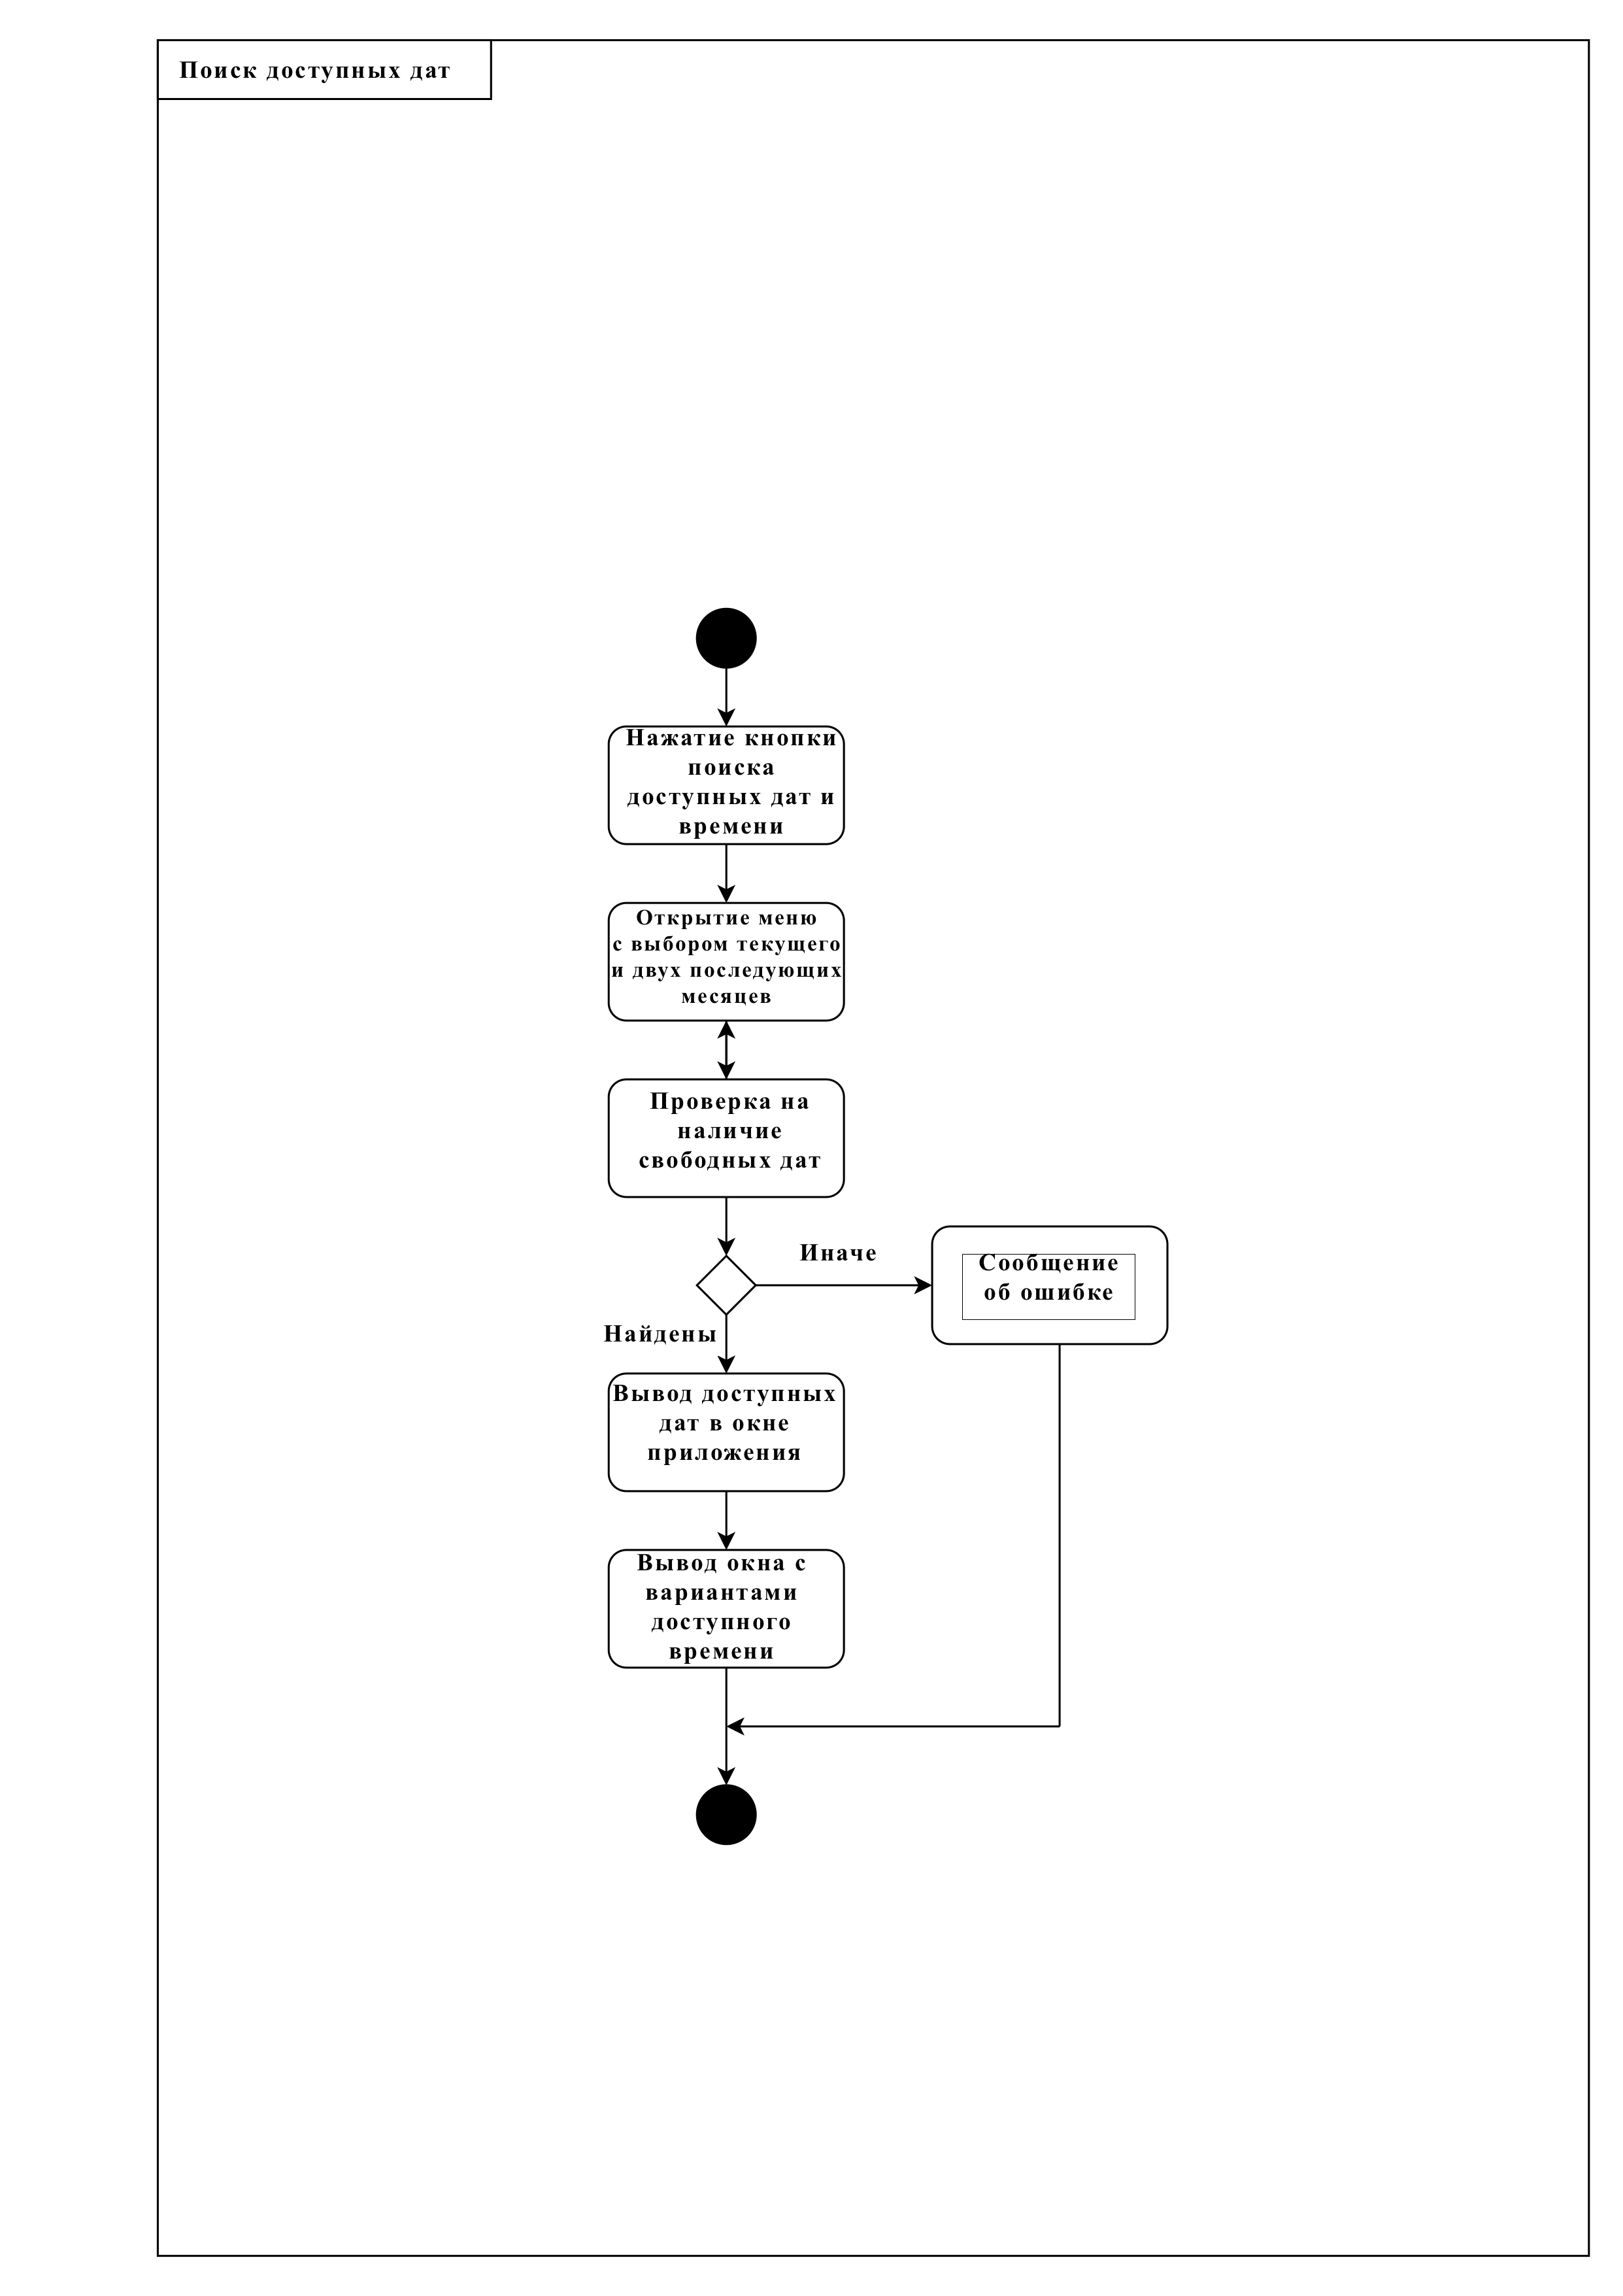 Поиск доступных дат
Нажатие кнопки
поиска
доступных дат и
времени
Открытие меню
с выбором текущего
и двух последующих
месяцев
Проверка на
наличие
свободных дат
Иначе
Сообщение
об ошибке
Найдены
Вывод доступных
дат в окне
приложения
Вывод окна с
вариантами
доступного
времени